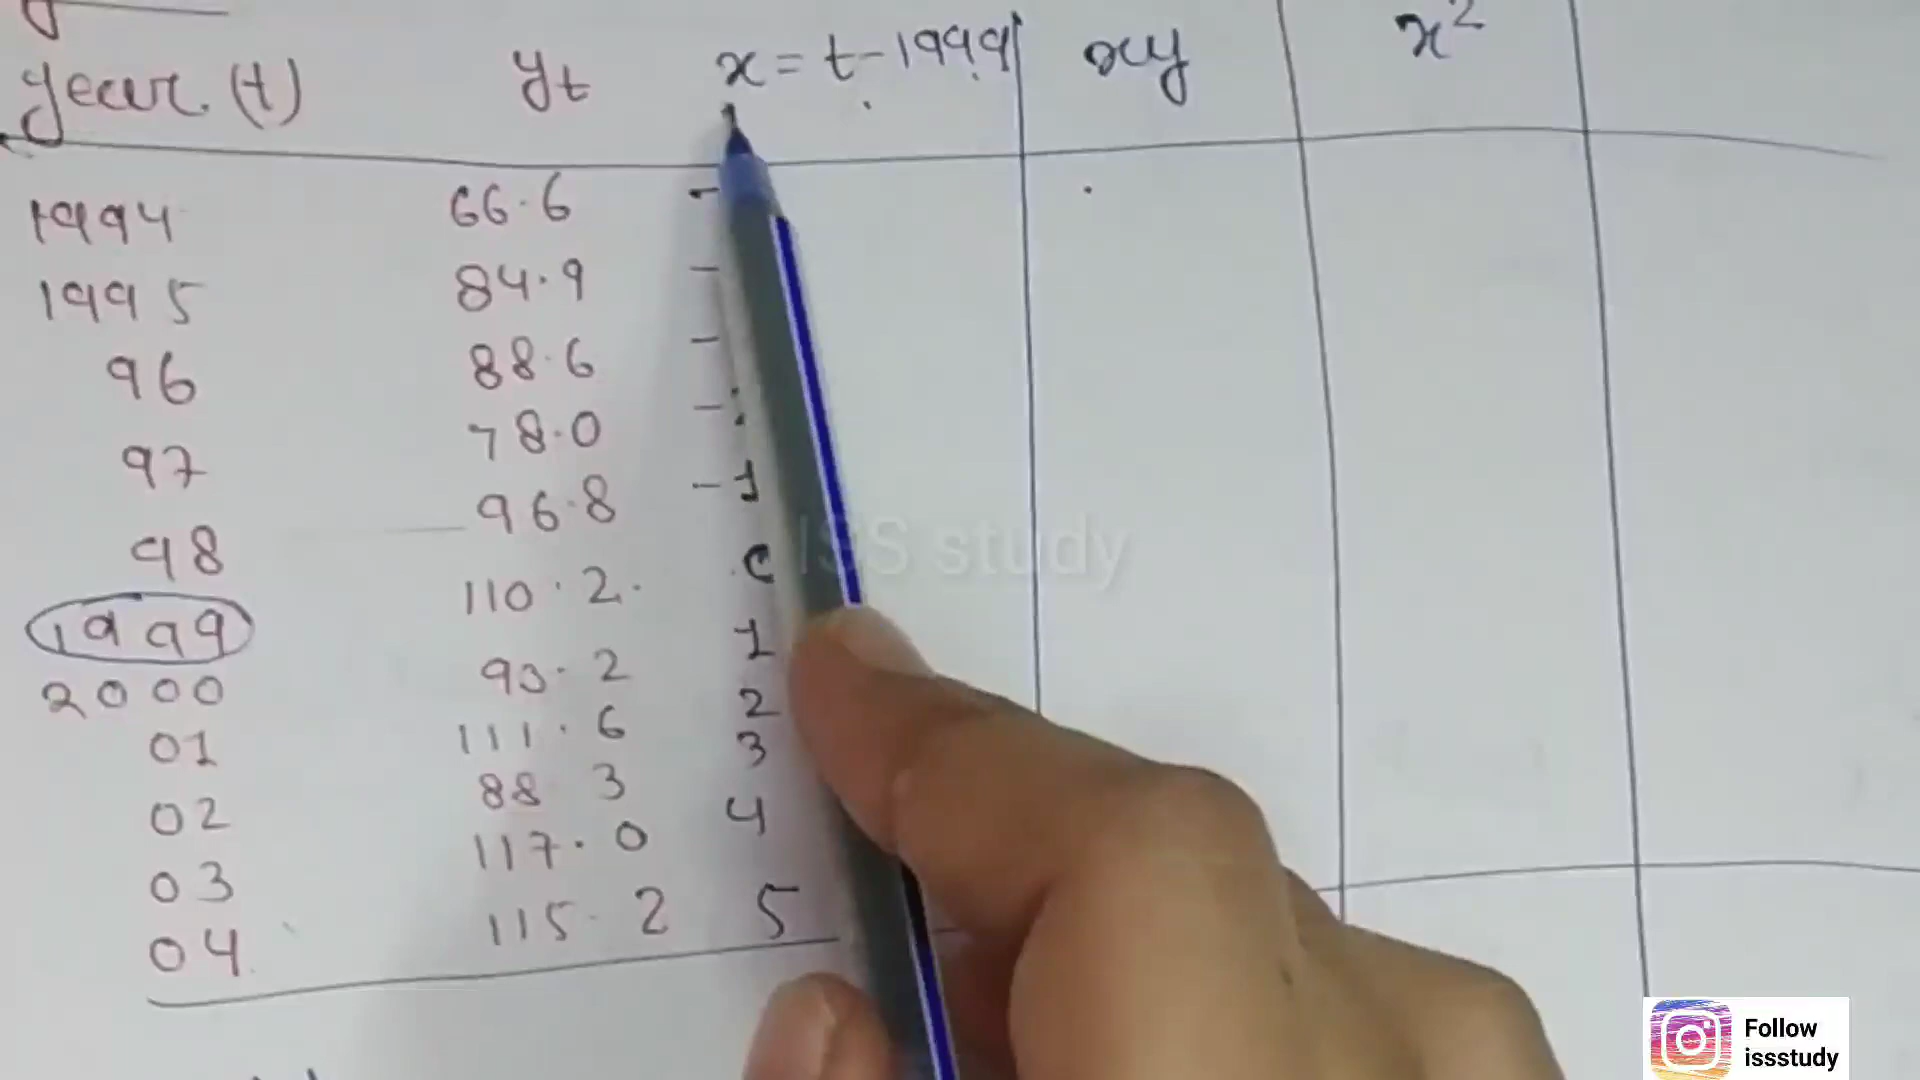 year. (t) yt x = t - 1999 xy x²
1994 66.6 -
1995 84.9 -
96 88.6 -
97 78.0 -
98 96.8 -1
1999 110.2. 0
2000 93.2 1
01 111.6 2
02 88 3 3
03 117.0 4
04 115.2 5
ISS study
Follow
issstudy